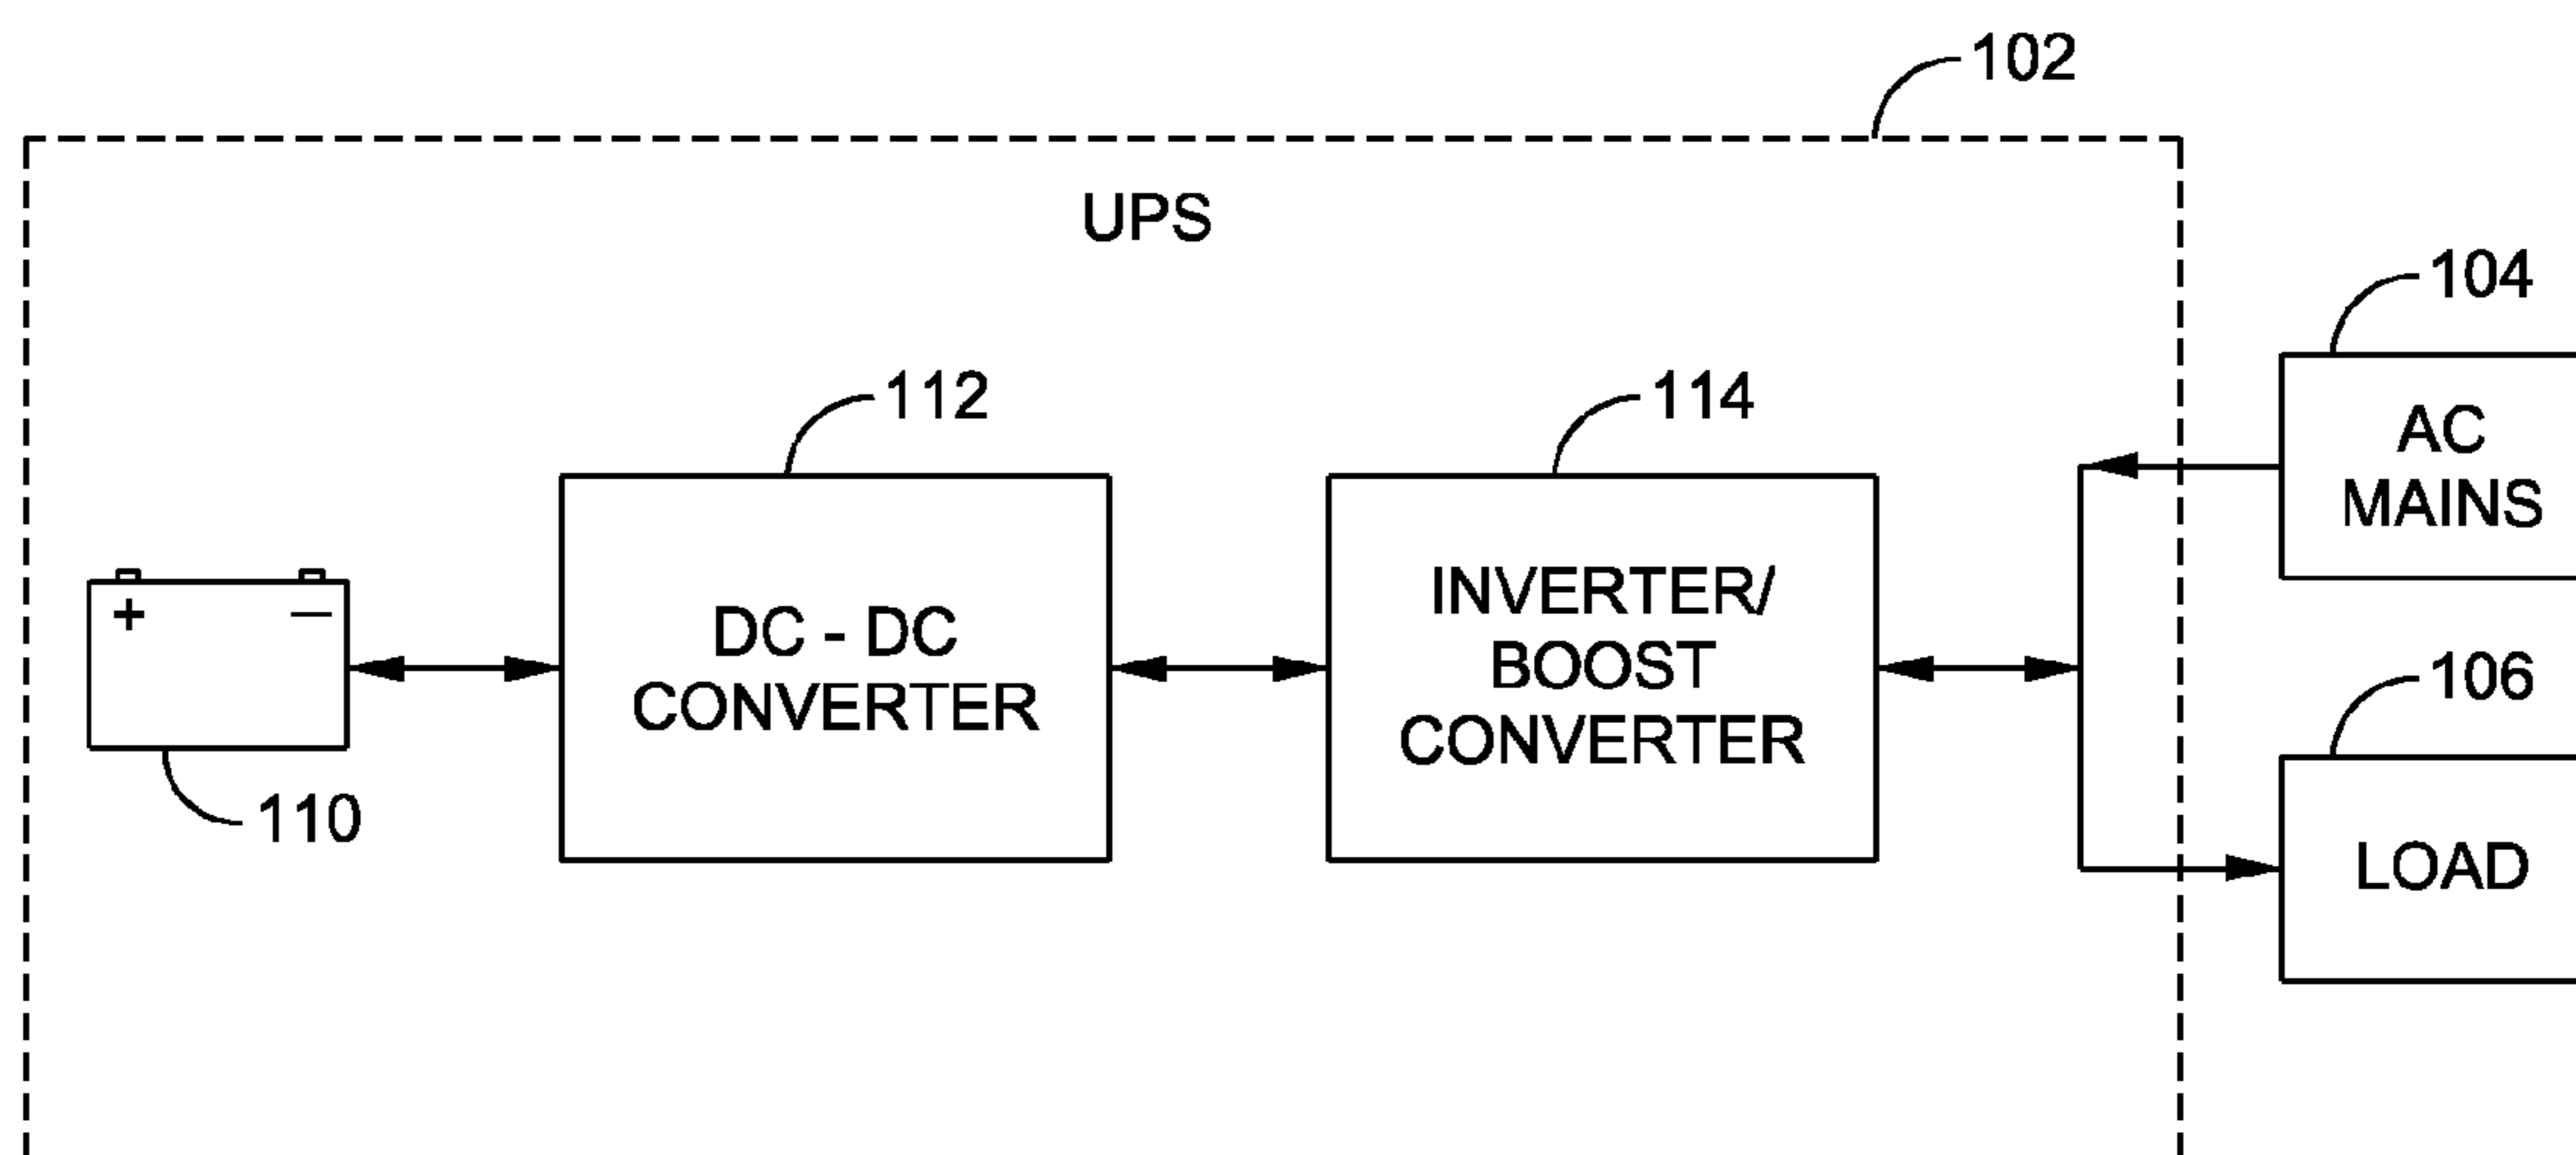 102
UPS
104
AC
MAINS
112
114
DC - DC
CONVERTER
INVERTER/
BOOST
CONVERTER
+
—
110
106
LOAD